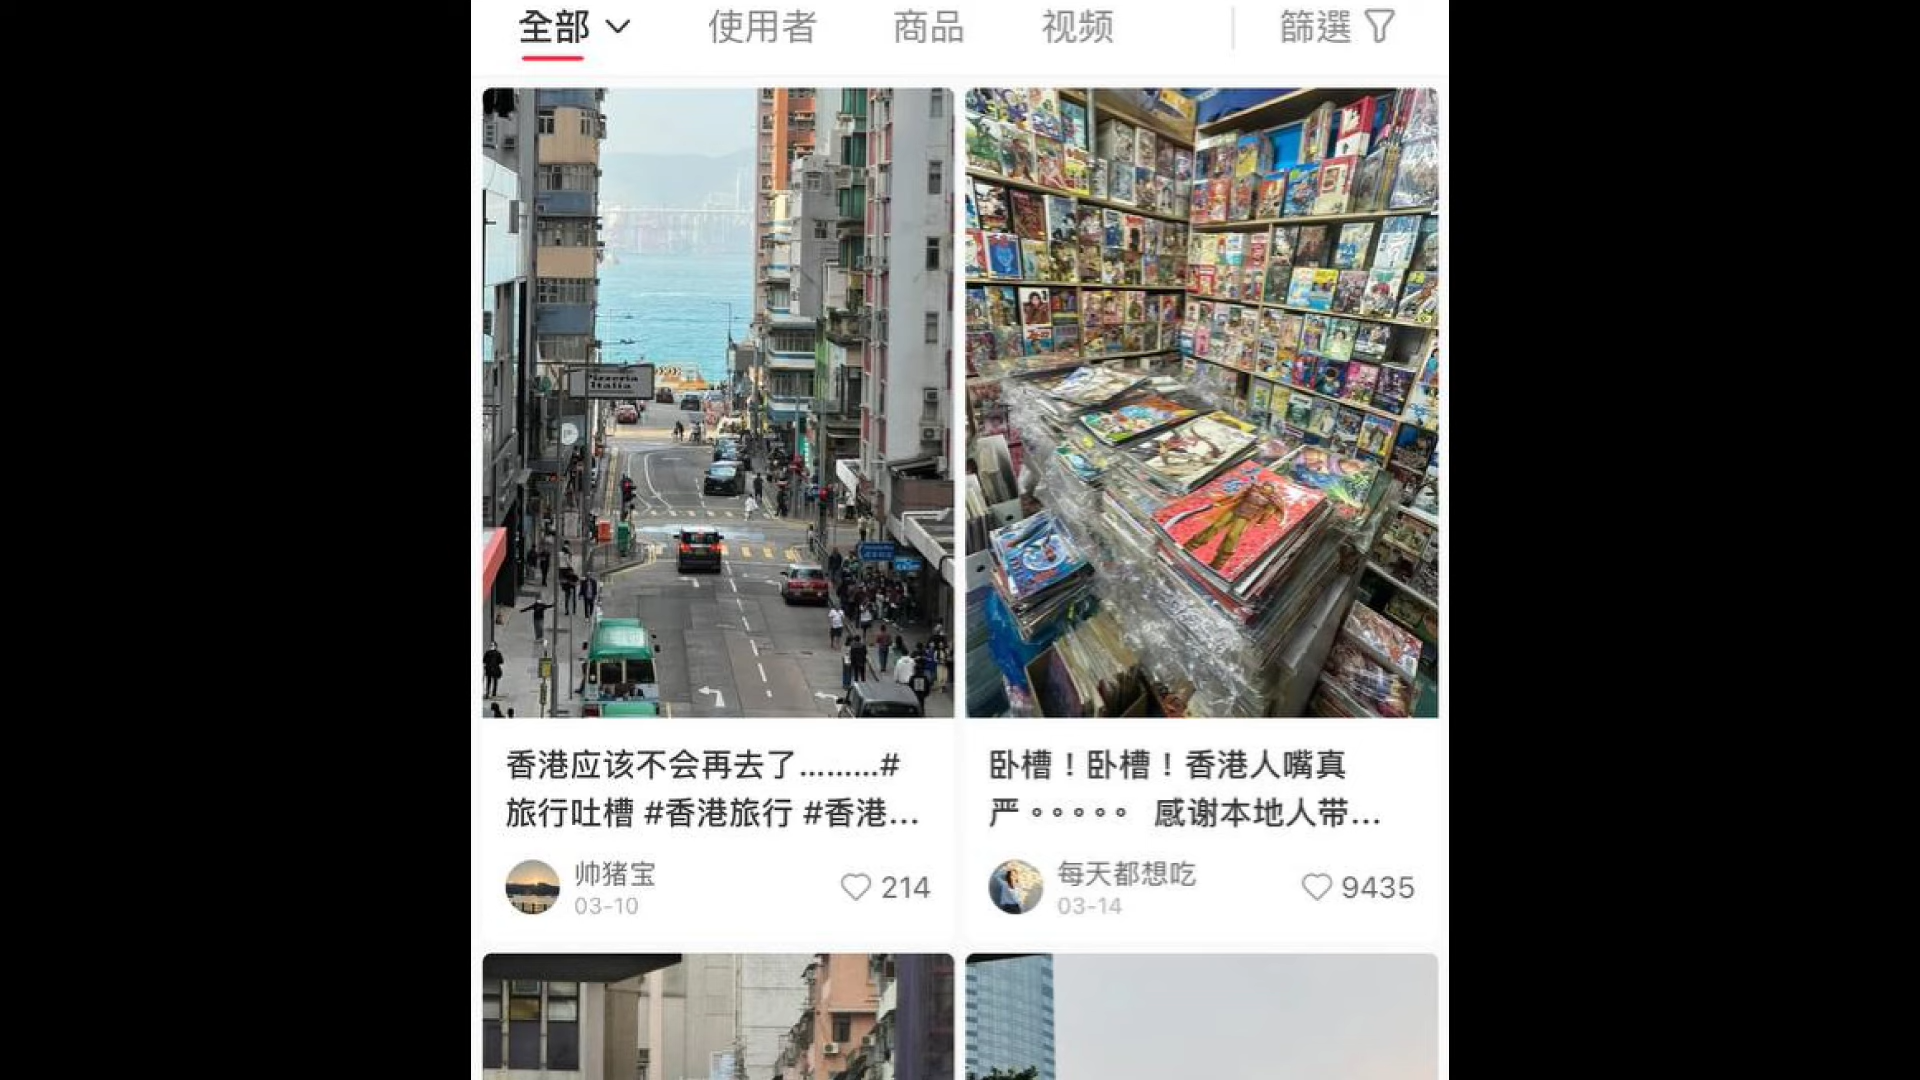 全部
使用者
商品
视频
篩選
Pizzeria
Italia
香港应该不会再去了.........#
旅行吐槽 #香港旅行 #香港...
卧槽！卧槽！香港人嘴真
严。。。。。 感谢本地人带...
帅猪宝
03-10
214
每天都想吃
03-14
9435